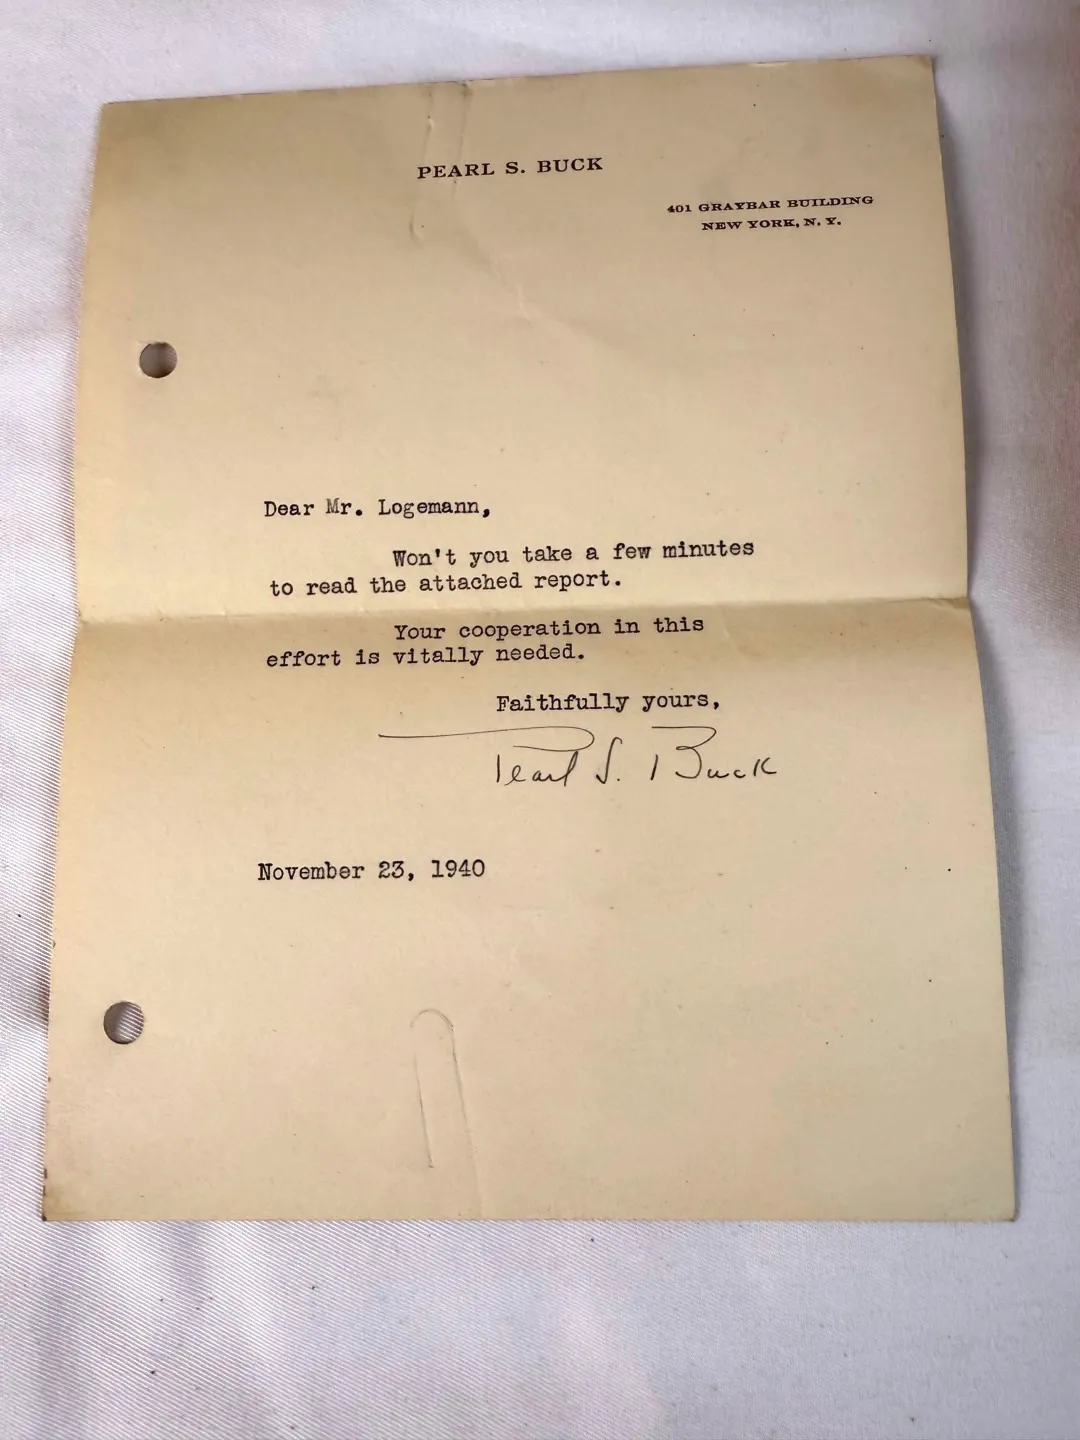 PEARL S. BUCK
401 GRAYBAR BUILDING
NEW YORK, N. Y.
Dear Mr. Logemann,
Won't you take a few minutes
to read the attached report.
Your cooperation in this
effort is vitally needed.
Faithfully yours,
Pearl S. Buck
November 23, 1940